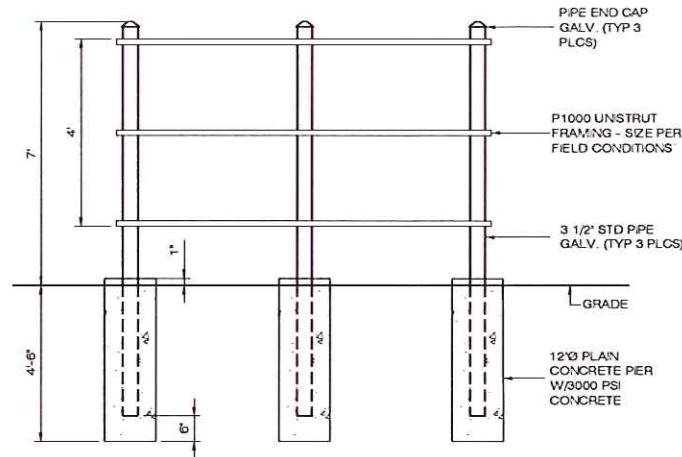 PIPE END CAP
GALV. (TYP 3
PLCS)
7'
4'
P1000 UNISTRUT
FRAMING - SIZE PER
FIELD CONDITIONS
3 1/2" STD PIPE
GALV. (TYP 3 PLCS)
1"
GRADE
4'-6"
12"Ø PLAIN
CONCRETE PIER
W/3000 PSI
CONCRETE
6"